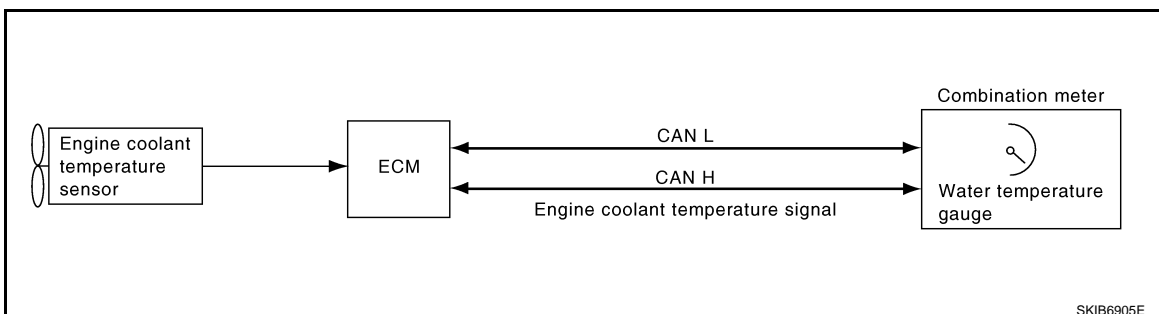 Combination meter
Engine coolant
temperature
sensor
ECM
CAN L
CAN H
Engine coolant temperature signal
Water temperature
gauge
SKIB6905E